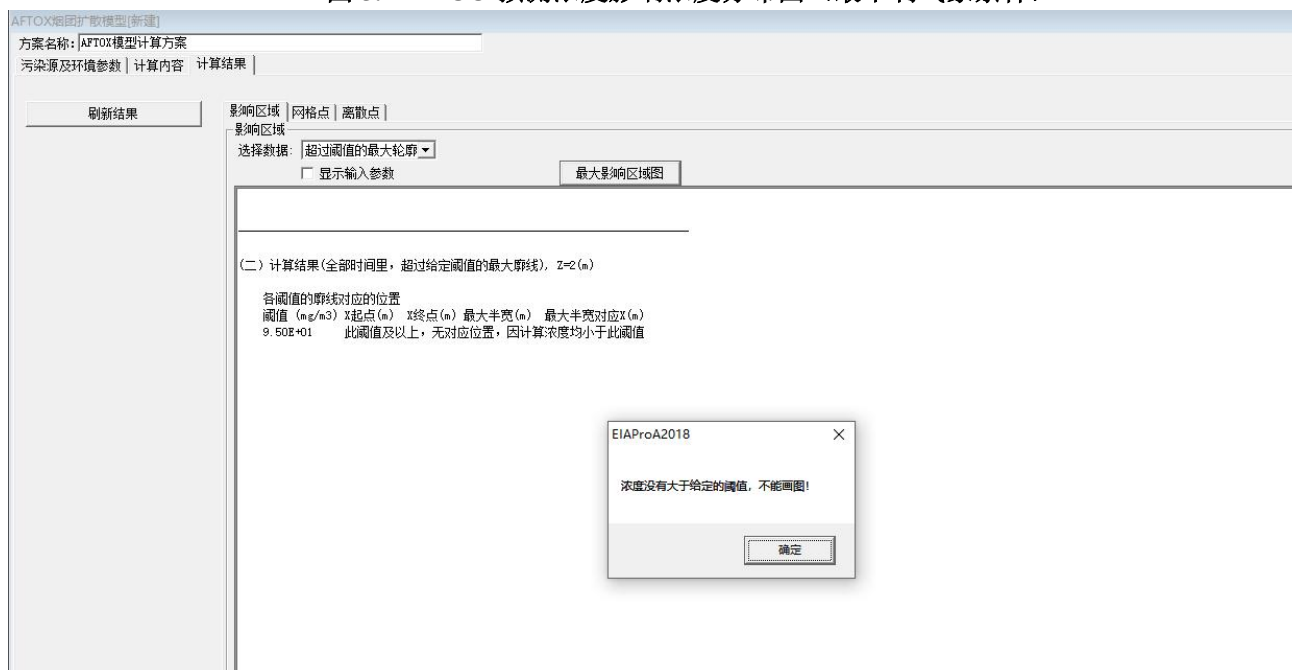 AFTOX烟团扩散模型[新建]
方案名称: AFTOX模型计算方案
污染源及环境参数 计算内容 计算结果
刷新结果
影响区域 网格点 离散点
影响区域
选择数据: 超过阈值的最大轮廓
显示输入参数
最大影响区域图
(二) 计算结果(全部时间里，超过给定阈值的最大廓线), Z=2(m)
各阈值的廓线对应的位置
阈值 (mg/m3) X起点(m) X终点(m) 最大半宽(m) 最大半宽对应X(m)
9.50E+01 此阈值及以上，无对应位置，因计算浓度均小于此阈值
EIAProA2018
浓度没有大于给定的阈值，不能画图!
确定